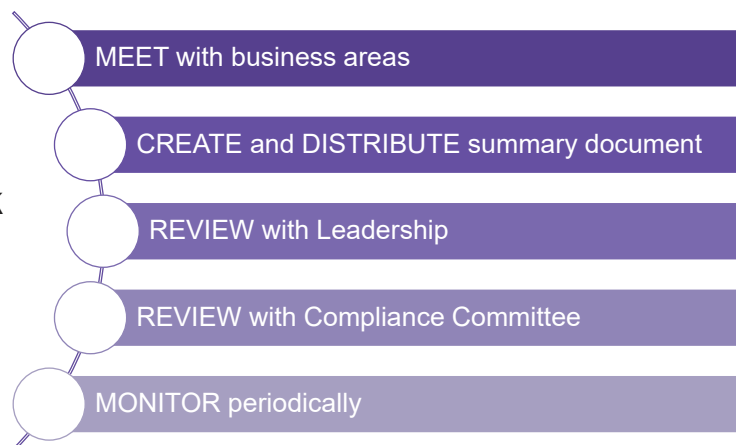 MEET with business areas
CREATE and DISTRIBUTE summary document
REVIEW with Leadership
REVIEW with Compliance Committee
MONITOR periodically